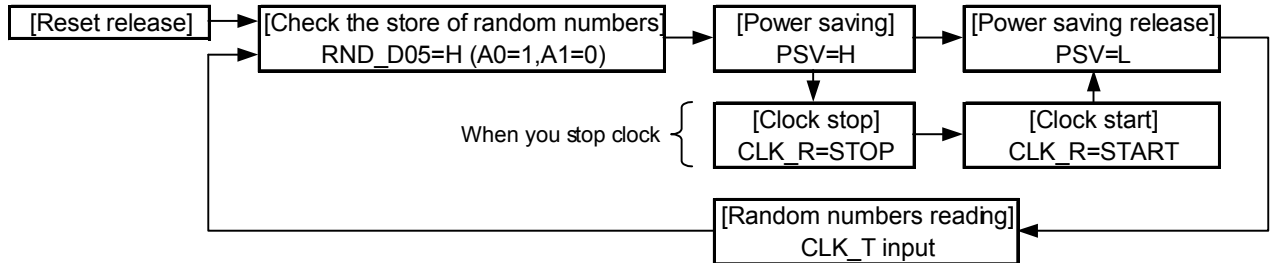 [Reset release]
[Check the store of random numbers]
RND_D05=H (A0=1,A1=0)
[Power saving]
PSV=H
[Power saving release]
PSV=L
When you stop clock
[Clock stop]
CLK_R=STOP
[Clock start]
CLK_R=START
[Random numbers reading]
CLK_T input